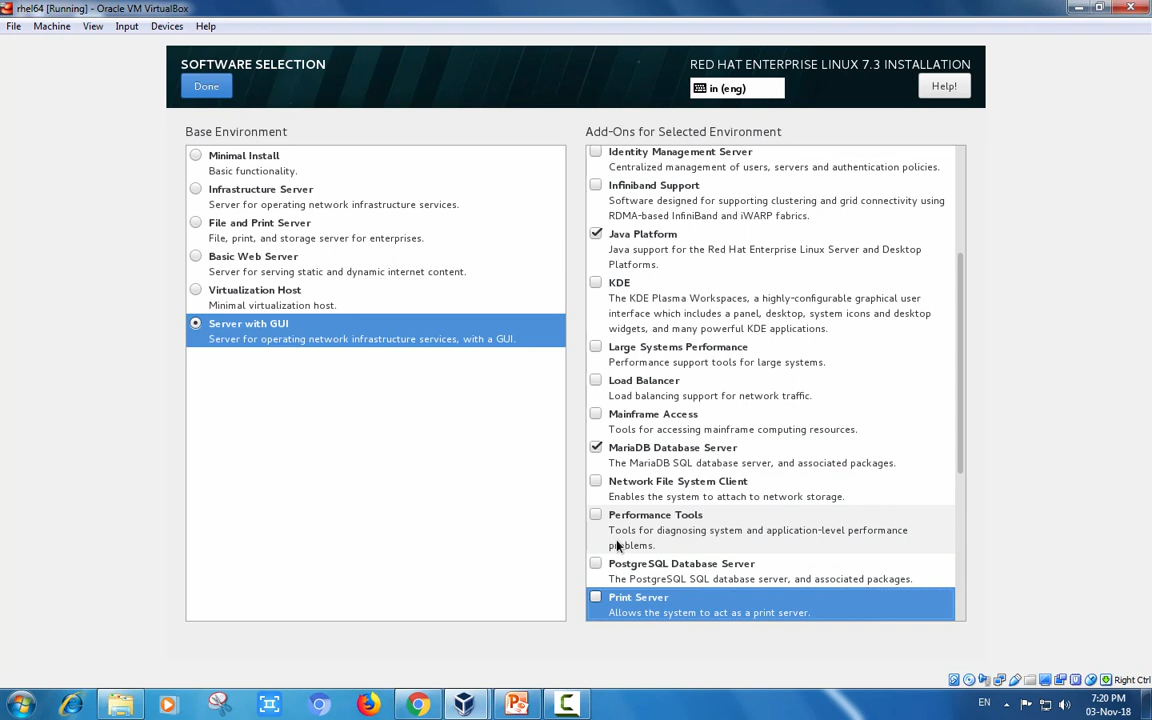 rhel64 [Running] - Oracle VM VirtualBox
File Machine View Input Devices Help
SOFTWARE SELECTION
Done
RED HAT ENTERPRISE LINUX 7.3 INSTALLATION
in (eng)
Help!
Base Environment
Minimal Install
Basic functionality.
Infrastructure Server
Server for operating network infrastructure services.
File and Print Server
File, print, and storage server for enterprises.
Basic Web Server
Server for serving static and dynamic internet content.
Virtualization Host
Minimal virtualization host.
Server with GUI
Server for operating network infrastructure services, with a GUI.
Add-Ons for Selected Environment
Identity Management Server
Centralized management of users, servers and authentication policies.
Infiniband Support
Software designed for supporting clustering and grid connectivity using
RDMA-based InfiniBand and iWARP fabrics.
Java Platform
Java support for the Red Hat Enterprise Linux Server and Desktop
Platforms.
KDE
The KDE Plasma Workspaces, a highly-configurable graphical user
interface which includes a panel, desktop, system icons and desktop
widgets, and many powerful KDE applications.
Large Systems Performance
Performance support tools for large systems.
Load Balancer
Load balancing support for network traffic.
Mainframe Access
Tools for accessing mainframe computing resources.
MariaDB Database Server
The MariaDB SQL database server, and associated packages.
Network File System Client
Enables the system to attach to network storage.
Performance Tools
Tools for diagnosing system and application-level performance
problems.
PostgreSQL Database Server
The PostgreSQL SQL database server, and associated packages.
Print Server
Allows the system to act as a print server.
Right Ctrl
EN
7:20 PM
03-Nov-18